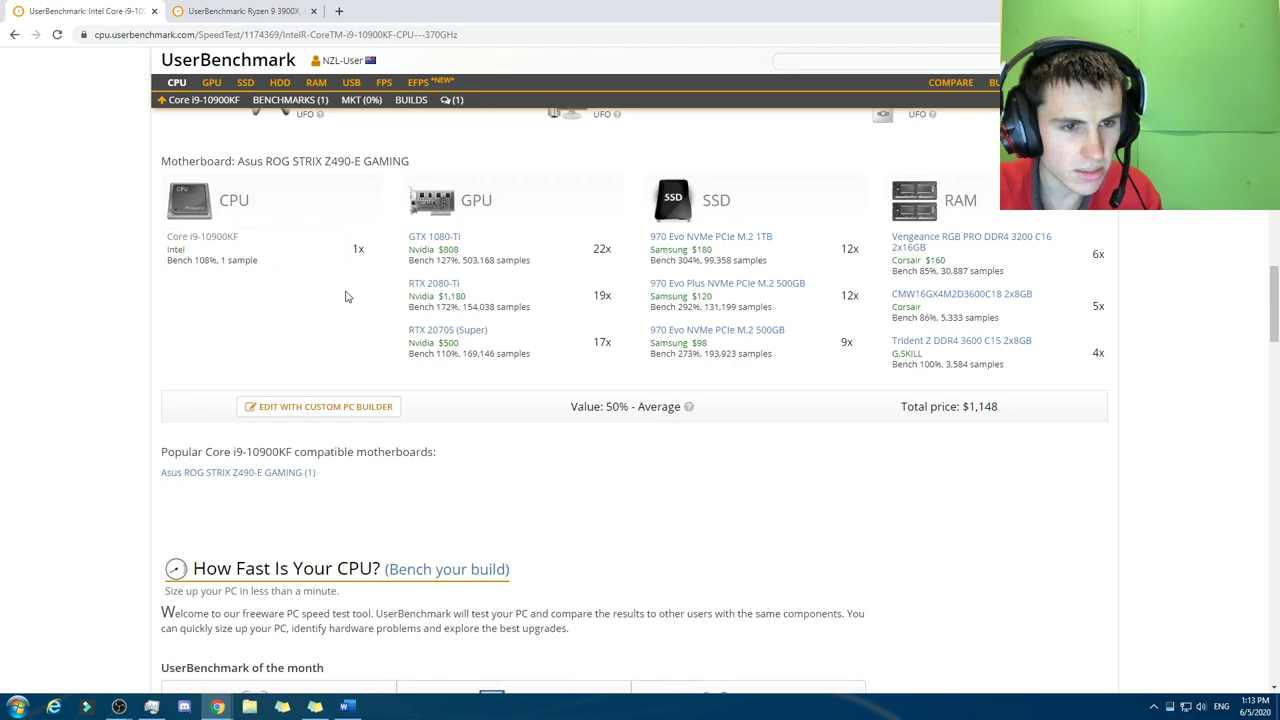 UserBenchmark: Intel Core i9-10
UserBenchmark: Ryzen 9 3900X,
cpu.userbenchmark.com/SpeedTest/1174369/IntelR-CoreTM-i9-10900KF-CPU---370GHz
UserBenchmark NZL-User
CPU GPU SSD HDD RAM USB FPS EFPS *NEW* COMPARE BU
Core i9-10900KF BENCHMARKS (1) MKT (0%) BUILDS (1)
UFO UFO UFO
Motherboard: Asus ROG STRIX Z490-E GAMING
CPU
CPU
Core i9-10900KF 1x
Intel
Bench 108%, 1 sample
GPU
GTX 1080-Ti 22x
Nvidia $808
Bench 127%, 503,168 samples
RTX 2080-Ti 19x
Nvidia $1,180
Bench 172%, 154,038 samples
RTX 2070S (Super) 17x
Nvidia $500
Bench 110%, 169,146 samples
SSD
SSD
970 Evo NVMe PCIe M.2 1TB 12x
Samsung $180
Bench 304%, 99,358 samples
970 Evo Plus NVMe PCIe M.2 500GB 12x
Samsung $120
Bench 292%, 131,199 samples
970 Evo NVMe PCIe M.2 500GB 9x
Samsung $98
Bench 273%, 193,923 samples
RAM
Vengeance RGB PRO DDR4 3200 C16
2x16GB 6x
Corsair $160
Bench 85%, 30,887 samples
CMW16GX4M2D3600C18 2x8GB 5x
Corsair
Bench 86%, 5,333 samples
Trident Z DDR4 3600 C15 2x8GB 4x
G.SKILL
Bench 100%, 3,584 samples
EDIT WITH CUSTOM PC BUILDER Value: 50% - Average Total price: $1,148
Popular Core i9-10900KF compatible motherboards:
Asus ROG STRIX Z490-E GAMING (1)
How Fast Is Your CPU? (Bench your build)
Size up your PC in less than a minute.
Welcome to our freeware PC speed test tool. UserBenchmark will test your PC and compare the results to other users with the same components. You
can quickly size up your PC, identify hardware problems and explore the best upgrades.
UserBenchmark of the month
ENG
1:13 PM
6/5/2020